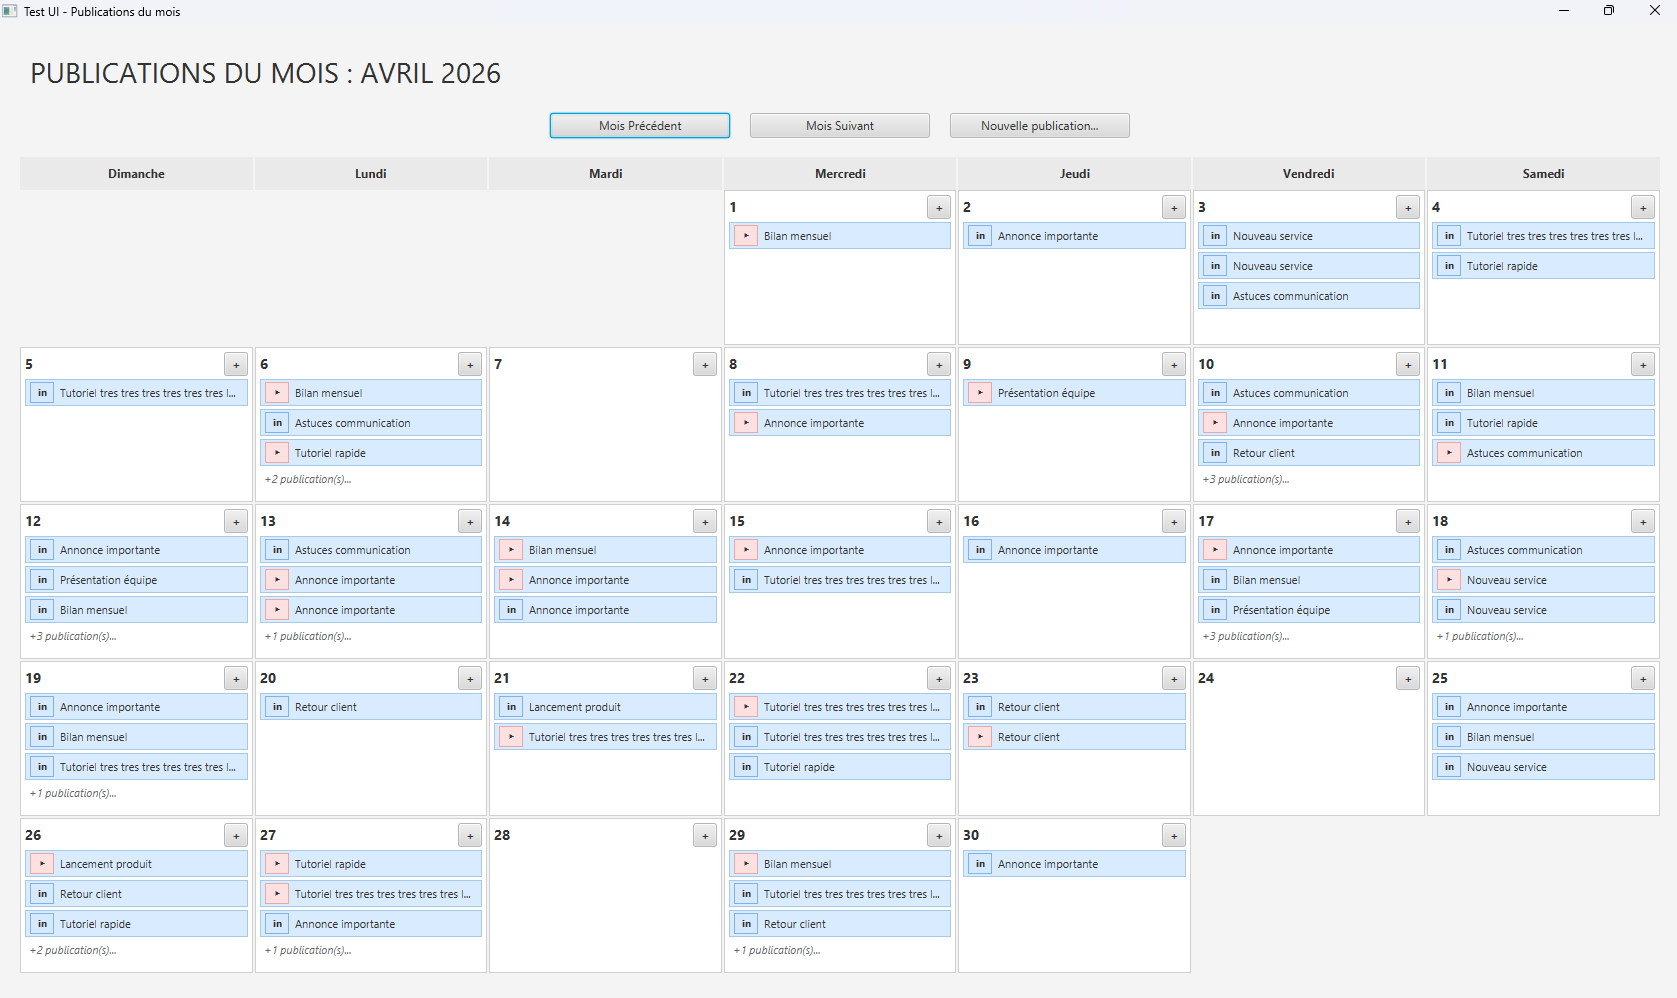 Test UI - Publications du mois
PUBLICATIONS DU MOIS : AVRIL 2026
Mois Précédent
Mois Suivant
Nouvelle publication...
Dimanche
Lundi
Mardi
Mercredi
Jeudi
Vendredi
Samedi
1
+
Bilan mensuel
2
+
in Annonce importante
3
+
in Nouveau service
in Nouveau service
in Astuces communication
4
+
in Tutoriel tres tres tres tres tres tres l...
in Tutoriel rapide
5
+
in Tutoriel tres tres tres tres tres tres l...
6
+
Bilan mensuel
in Astuces communication
Tutoriel rapide
+2 publication(s)...
7
+
8
+
in Tutoriel tres tres tres tres tres tres l...
Annonce importante
9
+
Présentation équipe
10
+
in Astuces communication
Annonce importante
in Retour client
+3 publication(s)...
11
+
in Bilan mensuel
in Tutoriel rapide
Astuces communication
12
+
in Annonce importante
in Présentation équipe
in Bilan mensuel
+3 publication(s)...
13
+
in Astuces communication
Annonce importante
Annonce importante
+1 publication(s)...
14
+
Bilan mensuel
Annonce importante
in Annonce importante
15
+
Annonce importante
in Tutoriel tres tres tres tres tres tres l...
16
+
in Annonce importante
17
+
Annonce importante
in Bilan mensuel
in Présentation équipe
+3 publication(s)...
18
+
in Astuces communication
Nouveau service
in Nouveau service
+1 publication(s)...
19
+
in Annonce importante
in Bilan mensuel
in Tutoriel tres tres tres tres tres tres l...
+1 publication(s)...
20
+
in Retour client
21
+
in Lancement produit
Tutoriel tres tres tres tres tres tres l...
22
+
Tutoriel tres tres tres tres tres tres l...
in Tutoriel tres tres tres tres tres tres l...
in Tutoriel rapide
23
+
in Retour client
Retour client
24
+
25
+
in Annonce importante
in Bilan mensuel
in Nouveau service
26
+
Lancement produit
in Retour client
in Tutoriel rapide
+2 publication(s)...
27
+
Tutoriel rapide
Tutoriel tres tres tres tres tres tres l...
in Annonce importante
+1 publication(s)...
28
+
29
+
Bilan mensuel
in Tutoriel tres tres tres tres tres tres l...
in Retour client
+1 publication(s)...
30
+
in Annonce importante